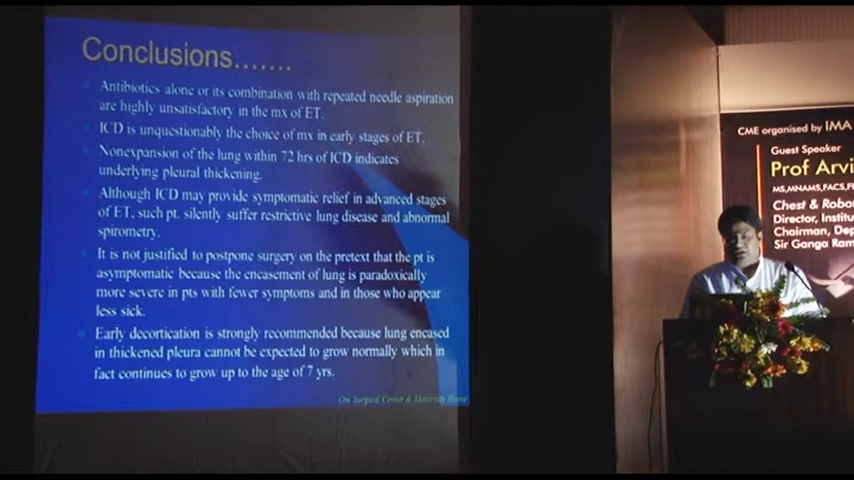 Conclusions.......
Antibiotics alone or its combination with repeated needle aspiration
are highly unsatisfactory in the mx of ET.
ICD is unquestionably the choice of mx in early stages of ET.
Nonexpansion of the lung within 72 hrs of ICD indicates
underlying pleural thickening.
Although ICD may provide symptomatic relief in advanced stages
of ET, such pt. silently suffer restrictive lung disease and abnormal
spirometry.
It is not justified to postpone surgery on the pretext that the pt is
asymptomatic because the encasement of lung is paradoxically
more severe in pts with fewer symptoms and in those who appear
less sick.
Early decortication is strongly recommended because lung encased
in thickened pleura cannot be expected to grow normally which in
fact continues to grow up to the age of 7 yrs.
Om Surgical Center & Maternity Home
CME organised by IMA
Guest Speaker
Prof Arvi
MS,MNAMS,FACS,FI
Chest & Robo
Director, Institu
Chairman, Dep
Sir Ganga Ram